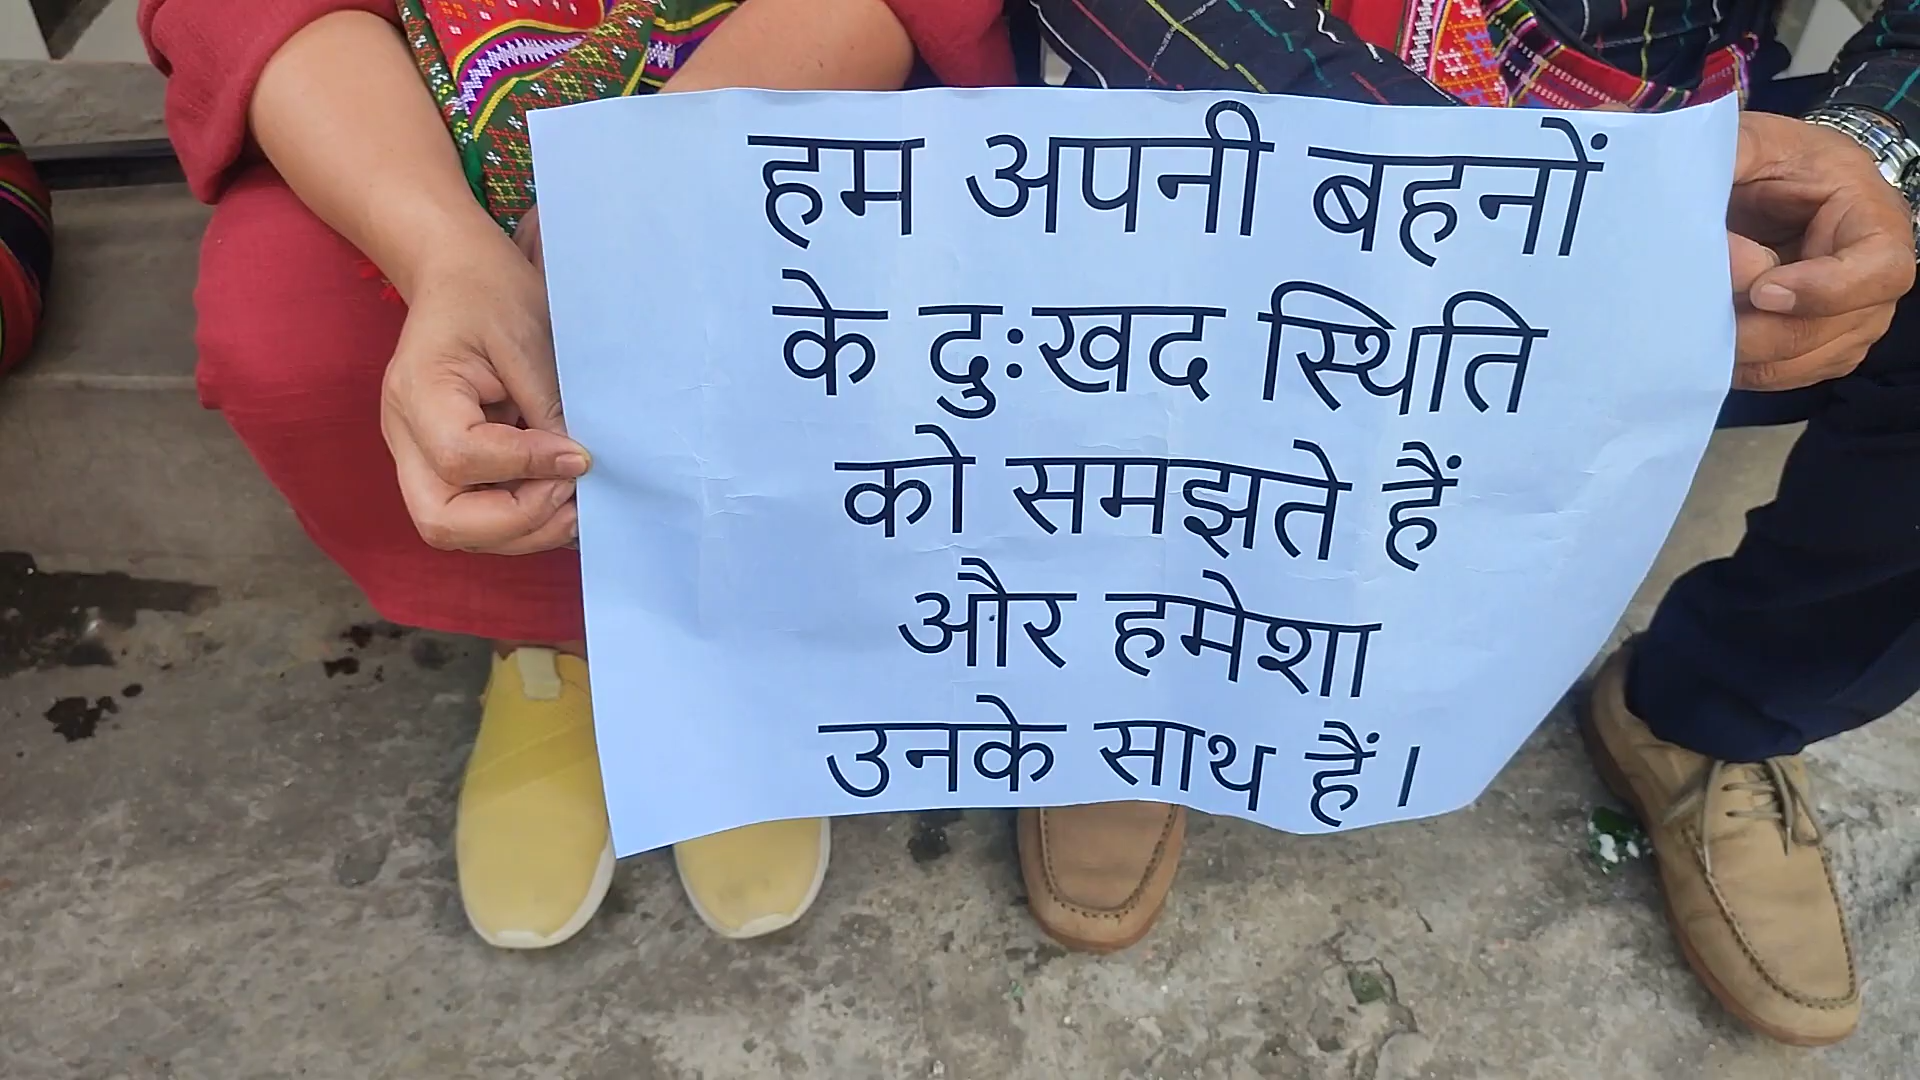 हम अपनी बहनों
के दुःखद स्थिति
को समझते हैं
और हमेशा
उनके साथ हैं।